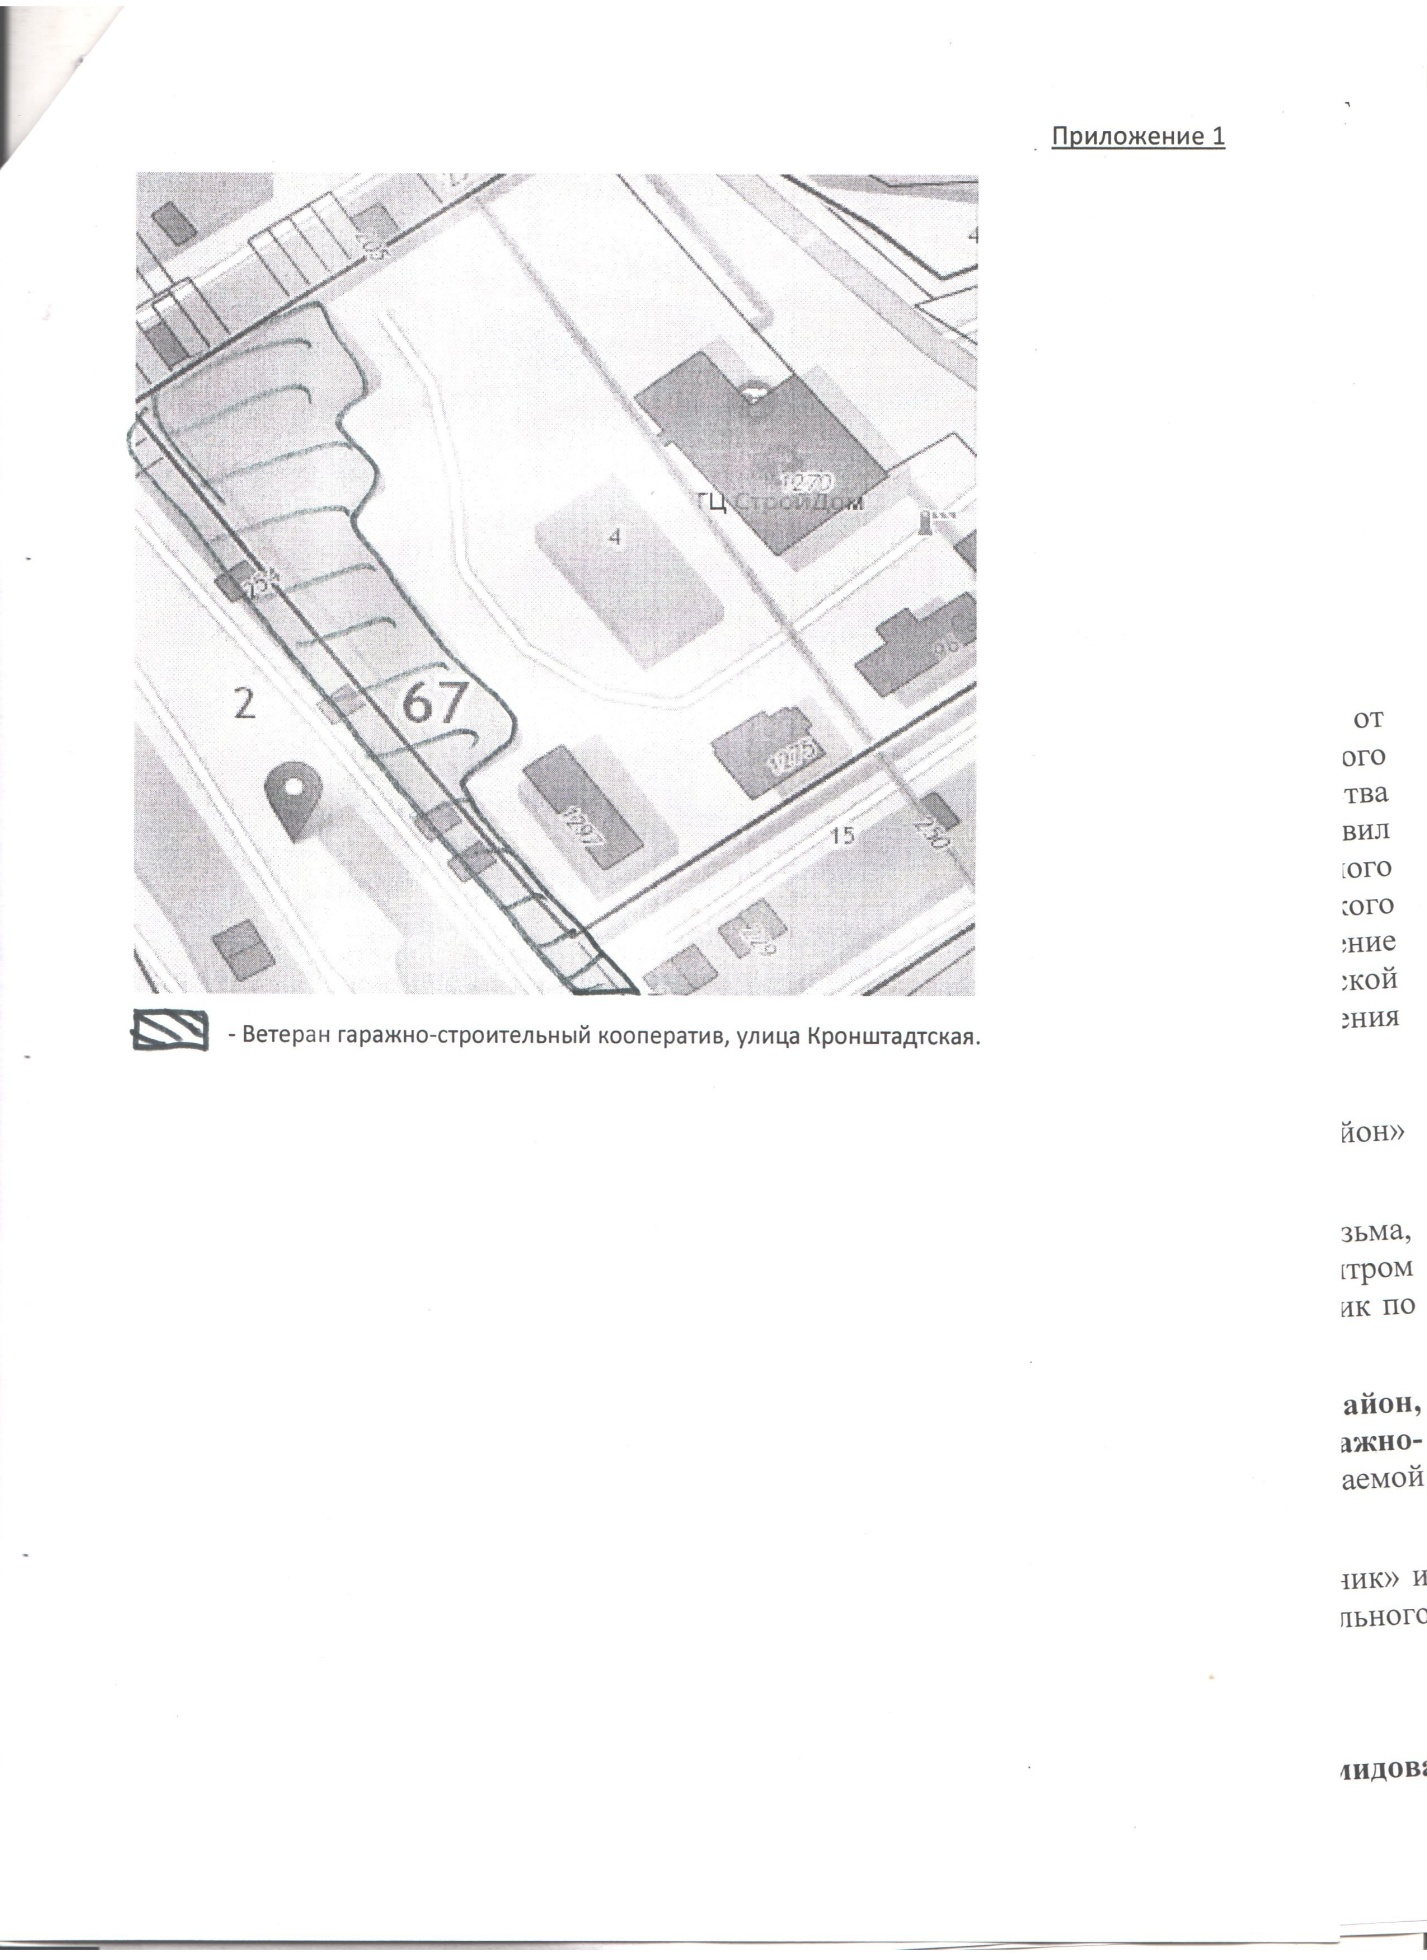 Приложение 1
205
4
1270
ТЦ СтройДом
4
254
96
67
2
1275
1297
15
250
229
- Ветеран гаражно-строительный кооператив, улица Кронштадтская.
от
ого
тва
вил
ого
кого
ение
ской
ения
йон»
зьма,
тром
ик по
айон,
ажно-
аемой
ник» и
льного
мидова